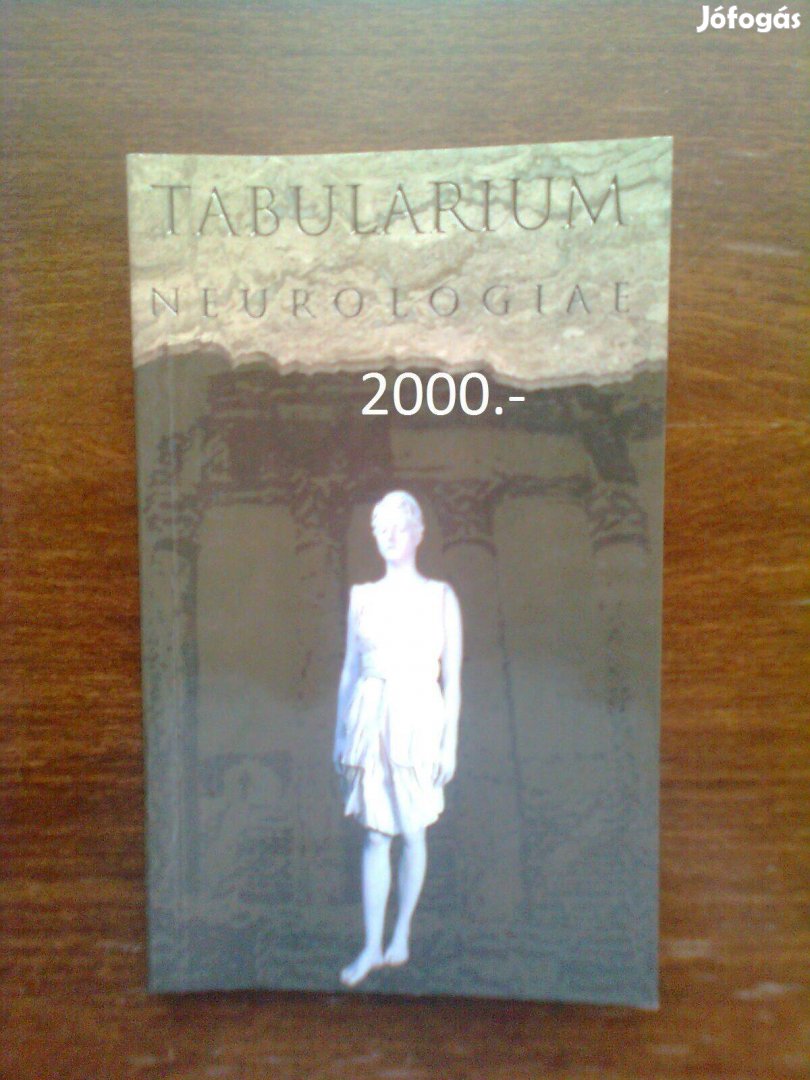 Jófogás
TABULARIUM
NEUROLOGIAE
2000.-